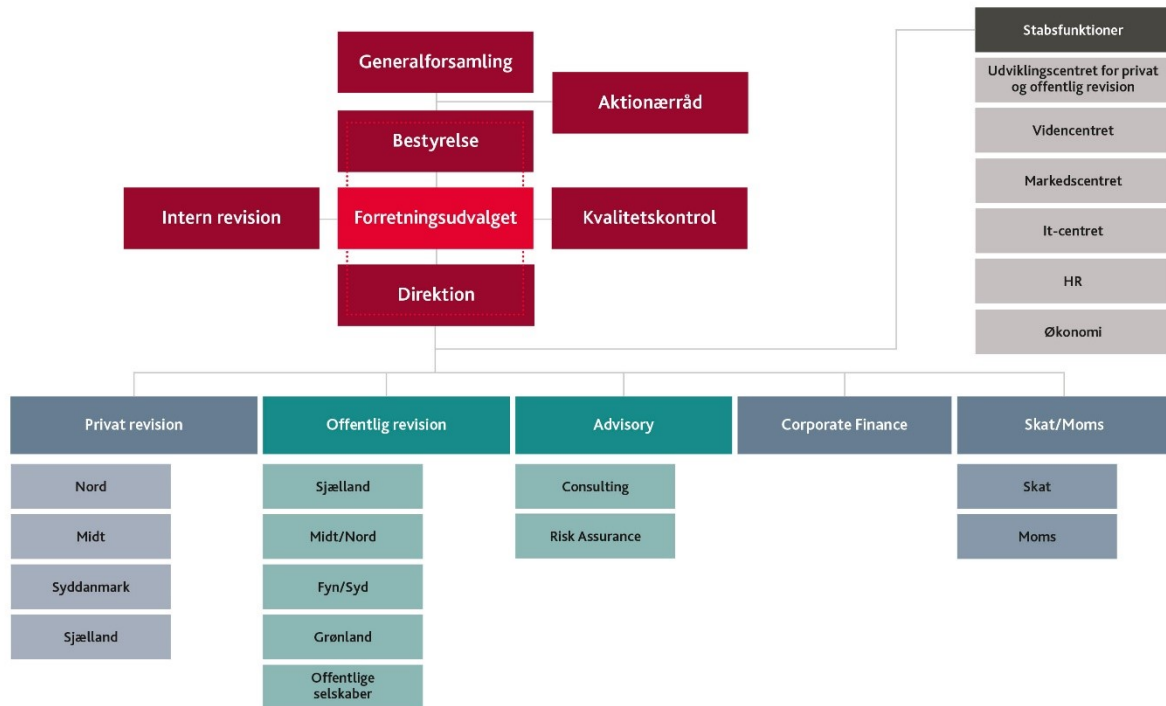 Generalforsamling
Aktionærråd
Bestyrelse
Intern revision
Forretningsudvalget
Kvalitetskontrol
Direktion
Stabsfunktioner
Udviklingscentret for privat
og offentlig revision
Videncentret
Markedscentret
It-centret
HR
Økonomi
Privat revision
Nord
Midt
Syddanmark
Sjælland
Offentlig revision
Sjælland
Midt/Nord
Fyn/Syd
Grønland
Offentlige
selskaber
Advisory
Consulting
Risk Assurance
Corporate Finance
Skat/Moms
Skat
Moms